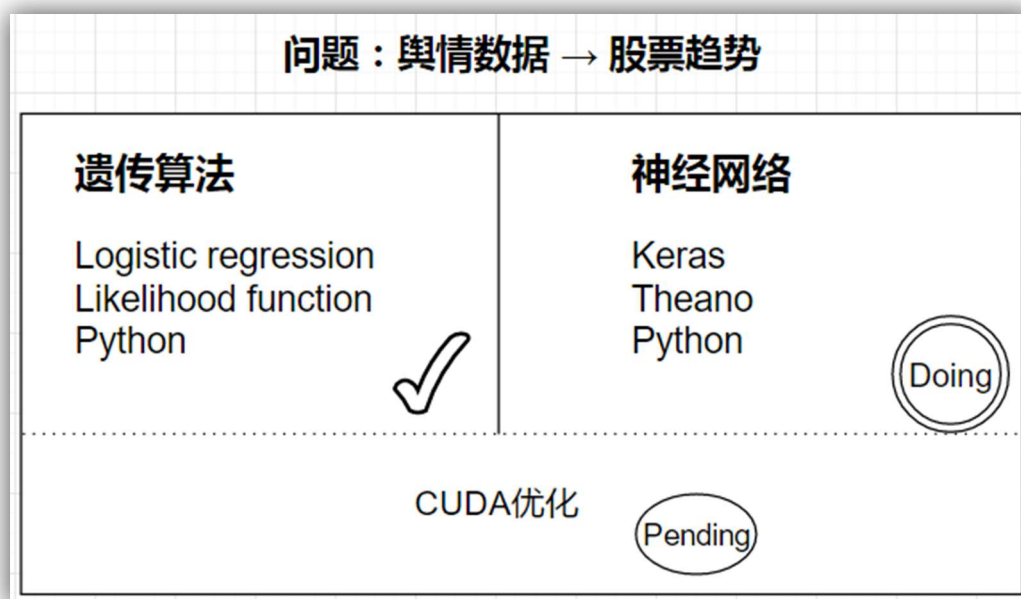 问题：舆情数据 → 股票趋势
遗传算法
Logistic regression
Likelihood function
Python
神经网络
Keras
Theano
Python
Doing
CUDA优化
Pending